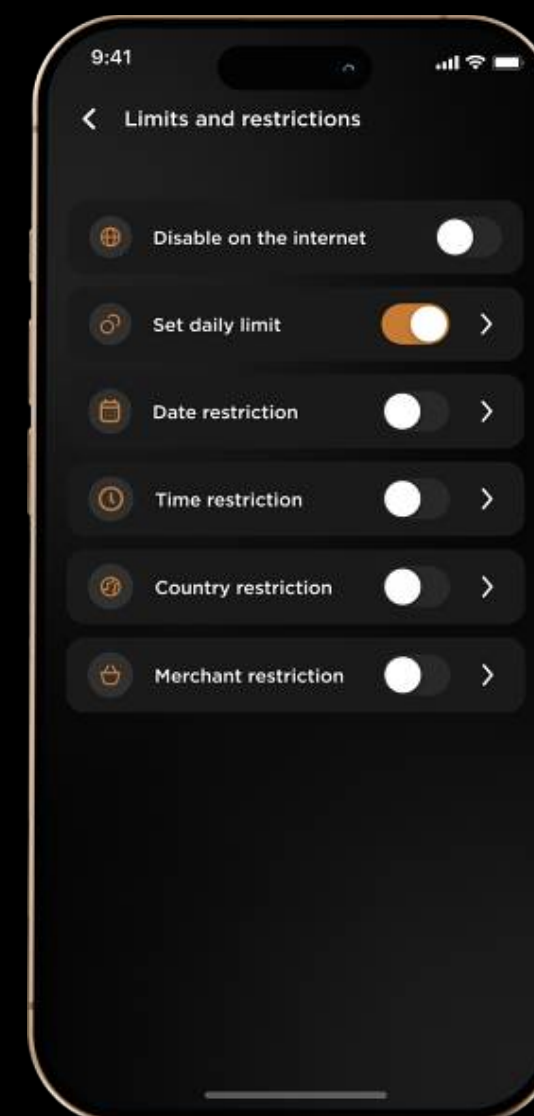 9:41
Limits and restrictions
Disable on the internet
Set daily limit
Date restriction
Time restriction
Country restriction
Merchant restriction